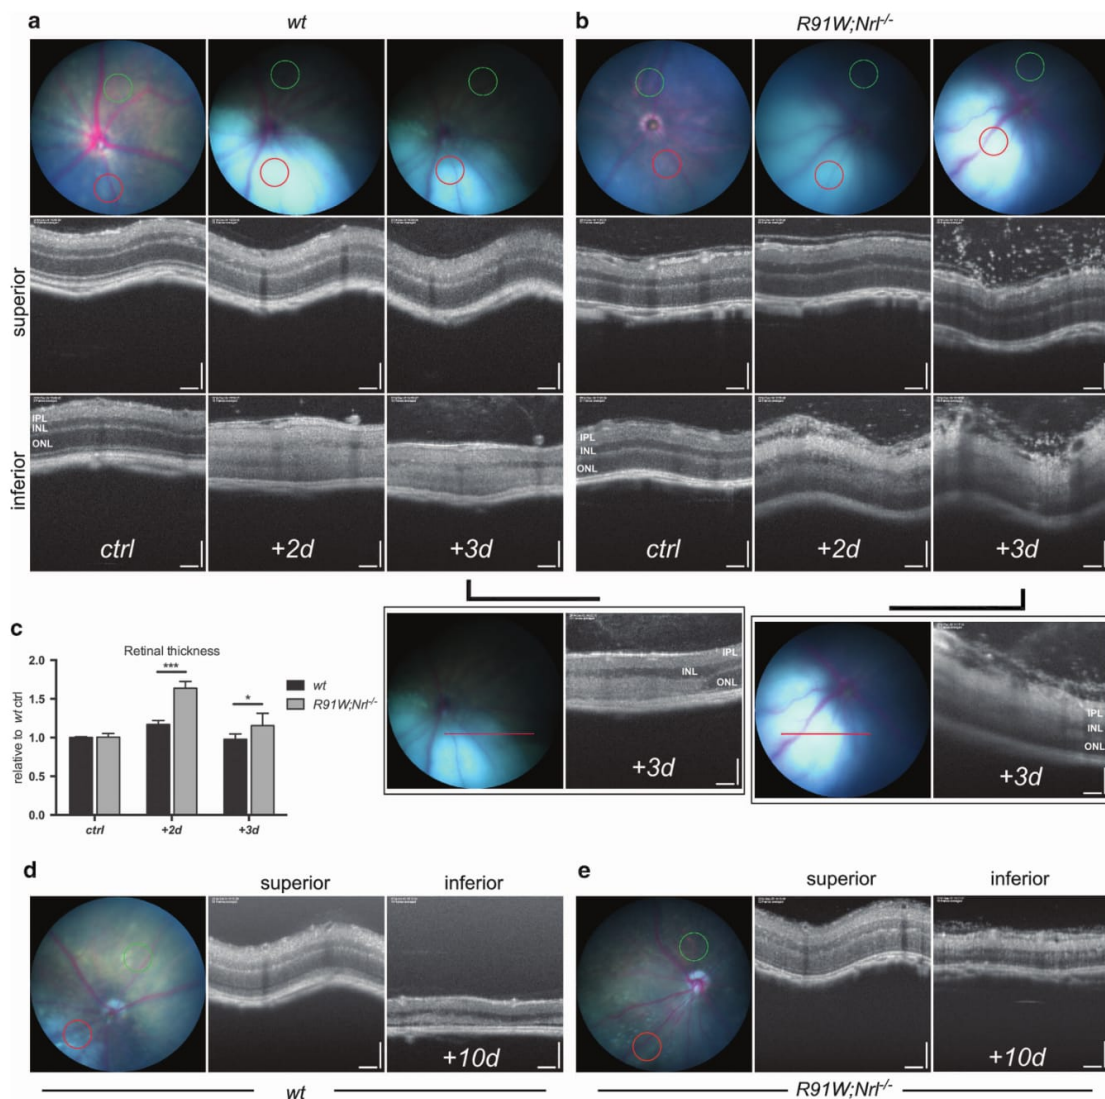 a
wt
b
R91W;Nrl-/-
superior
inferior
IPL
INL
ONL
ctrl
+2d
+3d
IPL
INL
ONL
ctrl
+2d
+3d
c
Retinal thickness
relative to wt ctrl
2.0
1.5
1.0
0.5
0.0
***
*
wt
R91W;Nrl-/-
ctrl
+2d
+3d
IPL
INL
ONL
+3d
IPL
INL
ONL
+3d
d
superior
inferior
+10d
wt
e
superior
inferior
+10d
R91W;Nrl-/-